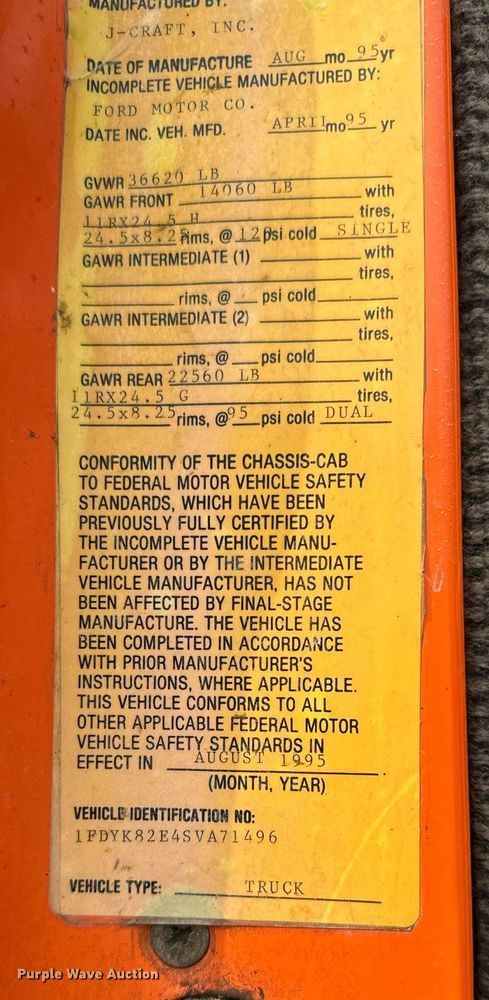 MANUFACTURED BY:
J-CRAFT, INC.
DATE OF MANUFACTURE AUG mo 95 yr
INCOMPLETE VEHICLE MANUFACTURED BY:
FORD MOTOR CO.
DATE INC. VEH. MFD. APRIL mo 95 yr
GVWR 36620 LB
GAWR FRONT 14060 LB with
11RX24.5 H tires,
24.5x8.25 rims, @ 120 psi cold SINGLE
GAWR INTERMEDIATE (1) with
tires,
rims, @ psi cold
GAWR INTERMEDIATE (2) with
tires,
rims, @ psi cold
GAWR REAR 22560 LB with
11RX24.5 G tires,
24.5x8.25 rims, @ 95 psi cold DUAL
CONFORMITY OF THE CHASSIS-CAB
TO FEDERAL MOTOR VEHICLE SAFETY
STANDARDS, WHICH HAVE BEEN
PREVIOUSLY FULLY CERTIFIED BY
THE INCOMPLETE VEHICLE MANU-
FACTURER OR BY THE INTERMEDIATE
VEHICLE MANUFACTURER, HAS NOT
BEEN AFFECTED BY FINAL-STAGE
MANUFACTURE. THE VEHICLE HAS
BEEN COMPLETED IN ACCORDANCE
WITH PRIOR MANUFACTURER'S
INSTRUCTIONS, WHERE APPLICABLE.
THIS VEHICLE CONFORMS TO ALL
OTHER APPLICABLE FEDERAL MOTOR
VEHICLE SAFETY STANDARDS IN
EFFECT IN AUGUST 1995
(MONTH, YEAR)
VEHICLE IDENTIFICATION NO:
1FDYK82E4SVA71496
VEHICLE TYPE: TRUCK
Purple Wave Auction